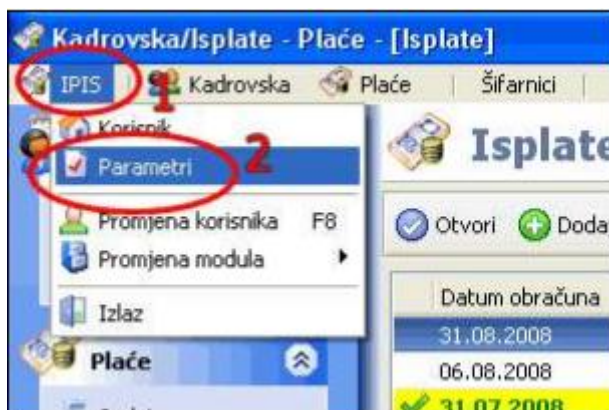 Kadrovska/Isplate - Plaće - [Isplate]
IPIS 1 Kadrovska Plaće Šifarnici
Korisnik
Parametri 2
Isplate
Promjena korisnika F8
Promjena modula
Otvori Doda
Izlaz
Datum obračuna
31.08.2008
Plaće
06.08.2008
31.07.2008